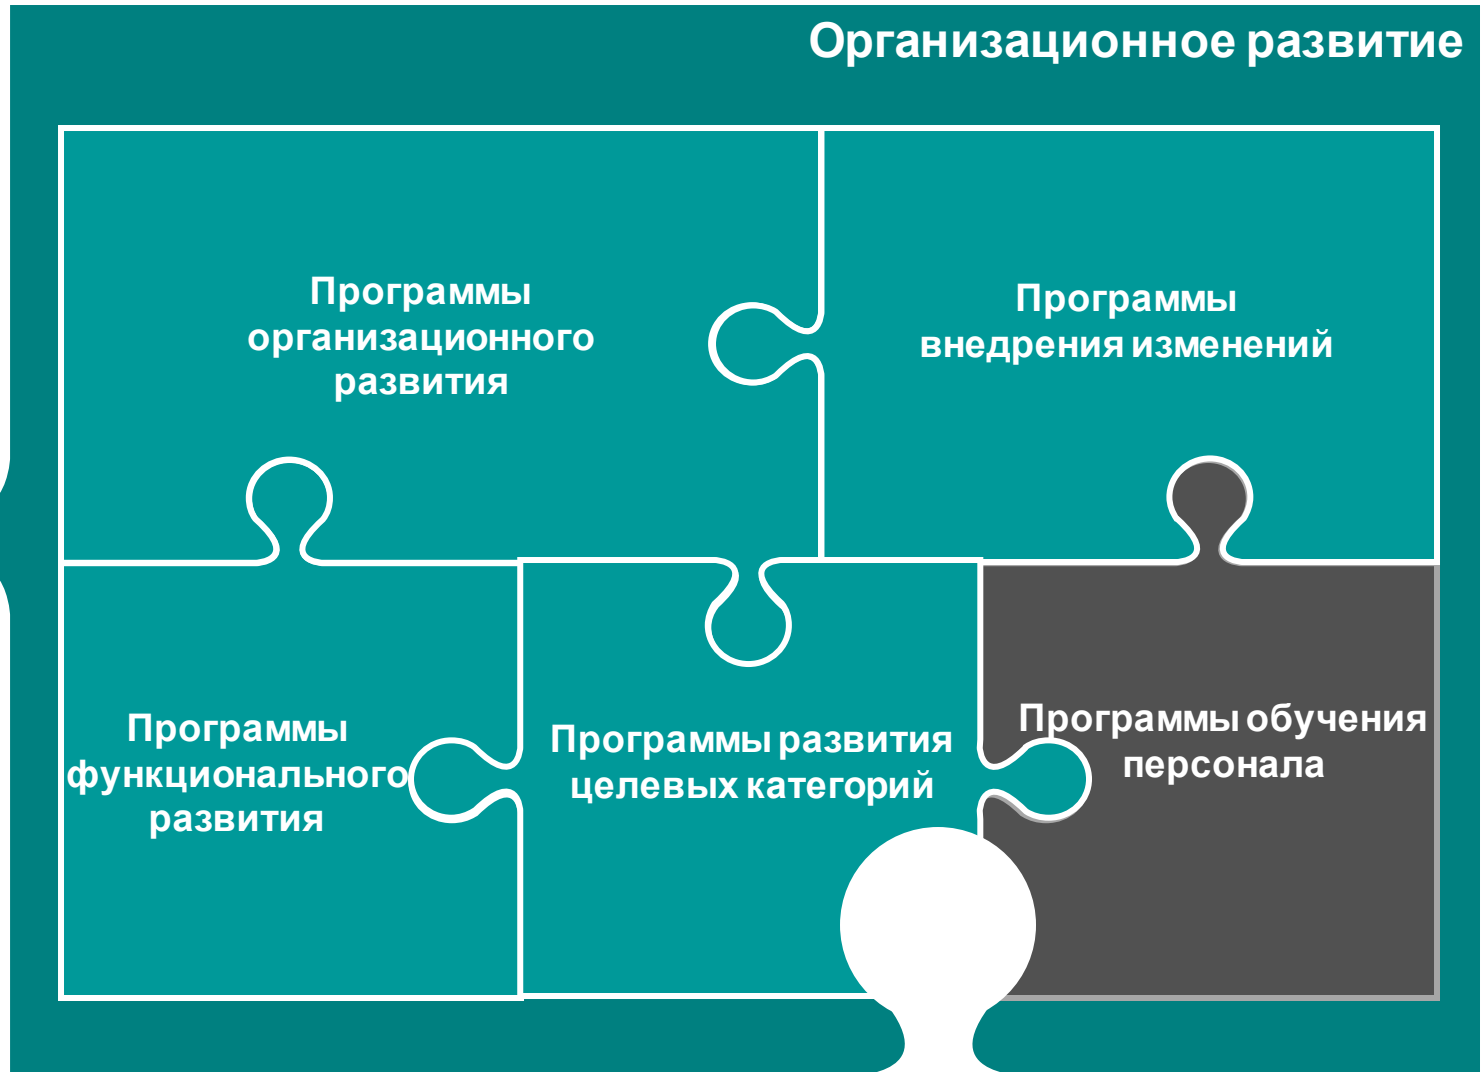 Организационное развитие
Программы
организационного
развития
Программы
внедрения изменений
Программы
функционального
развития
Программы развития
целевых категорий
Программы обучения
персонала